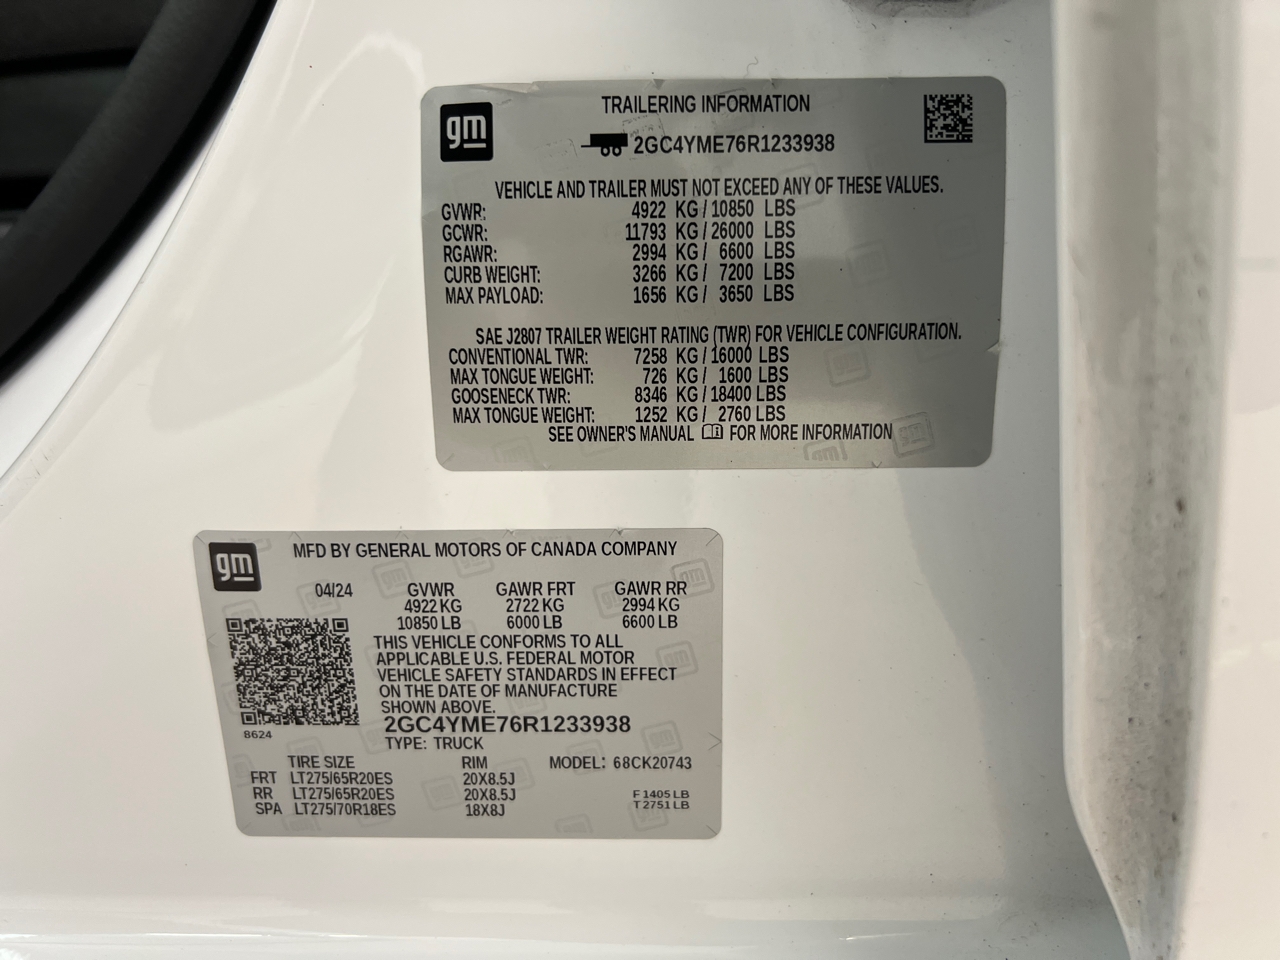 gm
TRAILERING INFORMATION
2GC4YME76R1233938
VEHICLE AND TRAILER MUST NOT EXCEED ANY OF THESE VALUES.
GVWR: 4922 KG / 10850 LBS
GCWR: 11793 KG / 26000 LBS
RGAWR: 2994 KG / 6600 LBS
CURB WEIGHT: 3266 KG / 7200 LBS
MAX PAYLOAD: 1656 KG / 3650 LBS
SAE J2807 TRAILER WEIGHT RATING (TWR) FOR VEHICLE CONFIGURATION.
CONVENTIONAL TWR: 7258 KG / 16000 LBS
MAX TONGUE WEIGHT: 726 KG / 1600 LBS
GOOSENECK TWR: 8346 KG / 18400 LBS
MAX TONGUE WEIGHT: 1252 KG / 2760 LBS
SEE OWNER'S MANUAL FOR MORE INFORMATION
gm
MFD BY GENERAL MOTORS OF CANADA COMPANY
04/24 GVWR GAWR FRT GAWR RR
4922 KG 2722 KG 2994 KG
10850 LB 6000 LB 6600 LB
THIS VEHICLE CONFORMS TO ALL
APPLICABLE U.S. FEDERAL MOTOR
VEHICLE SAFETY STANDARDS IN EFFECT
ON THE DATE OF MANUFACTURE
SHOWN ABOVE.
2GC4YME76R1233938
8624
TYPE: TRUCK
TIRE SIZE RIM MODEL: 68CK20743
FRT LT275/65R20ES 20X8.5J
RR LT275/65R20ES 20X8.5J F 1405 LB
SPA LT275/70R18ES 18X8J T 2751 LB